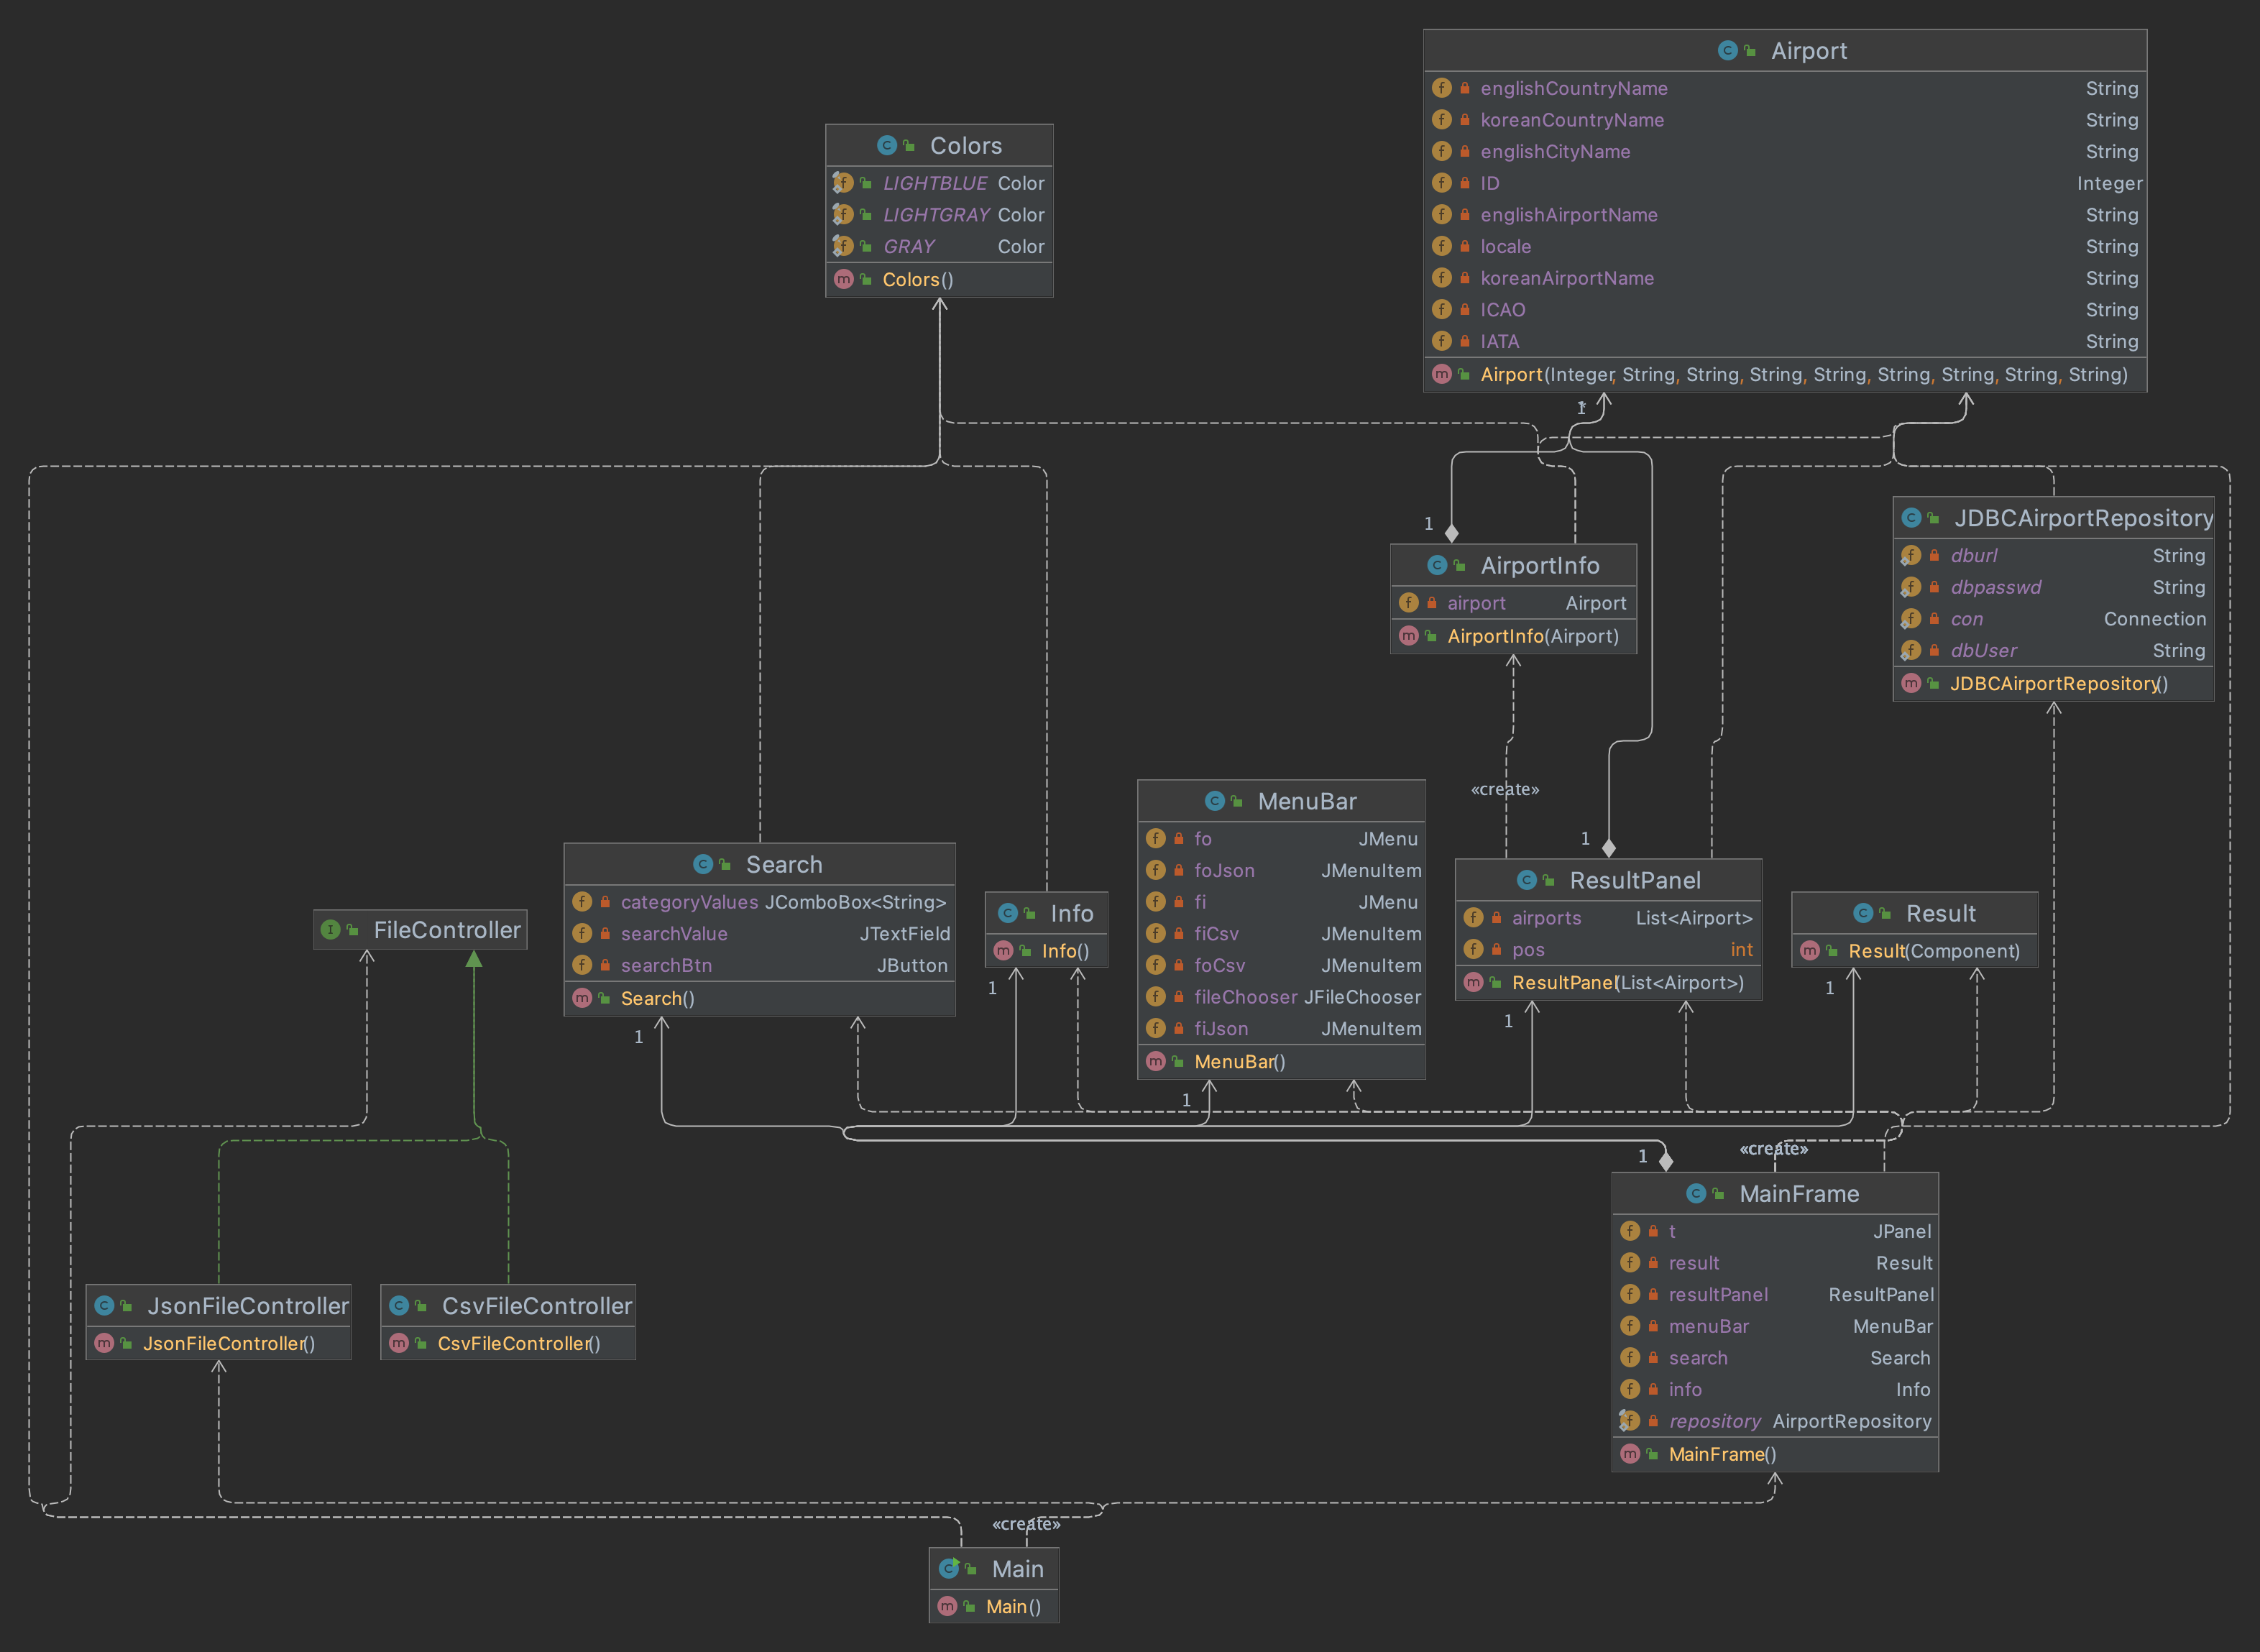 Airport
englishCountryName String
koreanCountryName String
englishCityName String
ID Integer
englishAirportName String
locale String
koreanAirportName String
ICAO String
IATA String
Airport(Integer, String, String, String, String, String, String, String, String)
Colors
LIGHTBLUE Color
LIGHTGRAY Color
GRAY Color
Colors()
1
JDBCAirportRepository
dburl String
dbpasswd String
con Connection
dbUser String
JDBCAirportRepository()
1
AirportInfo
airport Airport
AirportInfo(Airport)
«create»
MenuBar
fo JMenu
foJson JMenuItem
fi JMenu
fiCsv JMenuItem
foCsv JMenuItem
fileChooser JFileChooser
fiJson JMenuItem
MenuBar()
1
Search
categoryValues JComboBox<String>
searchValue JTextField
searchBtn JButton
Search()
1
ResultPanel
airports List<Airport>
pos int
ResultPanel(List<Airport>)
1
Info
Info()
1
Result
Result(Component)
1
FileController
1
«create»
1
MainFrame
t JPanel
result Result
resultPanel ResultPanel
menuBar MenuBar
search Search
info Info
repository AirportRepository
MainFrame()
JsonFileController
JsonFileController()
CsvFileController
CsvFileController()
«create»
Main
Main()